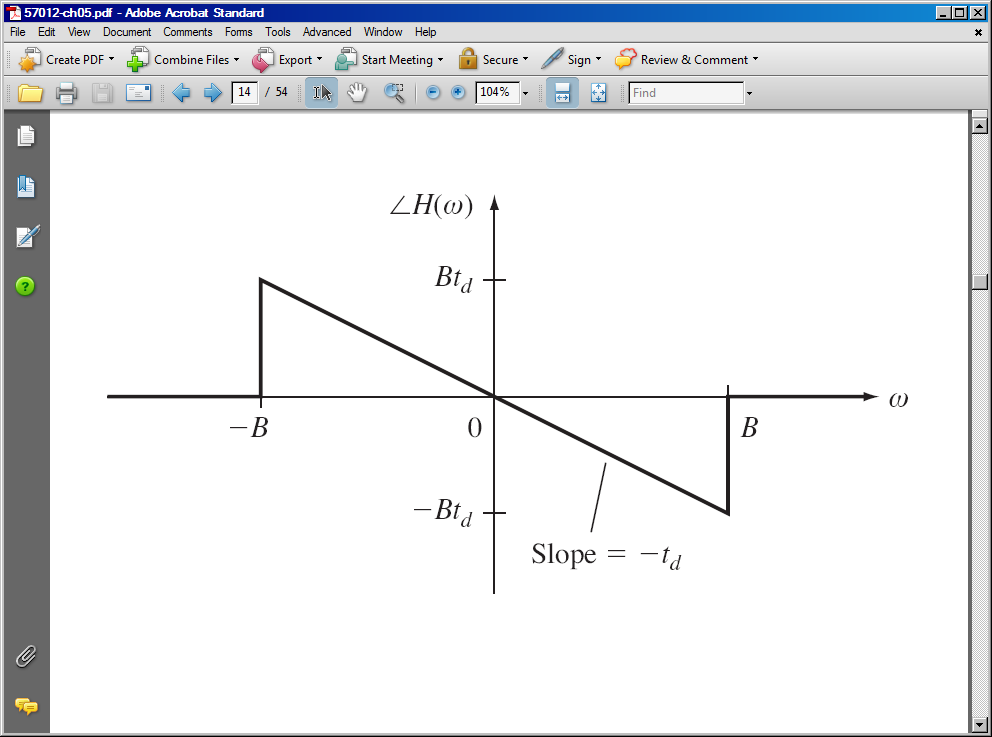 57012-ch05.pdf - Adobe Acrobat Standard
File Edit View Document Comments Forms Tools Advanced Window Help
Create PDF Combine Files Export Start Meeting Secure Sign Review & Comment
14 / 54 104% Find
∠H(ω)
Bt_d
ω
−B 0 B
−Bt_d
Slope = −t_d